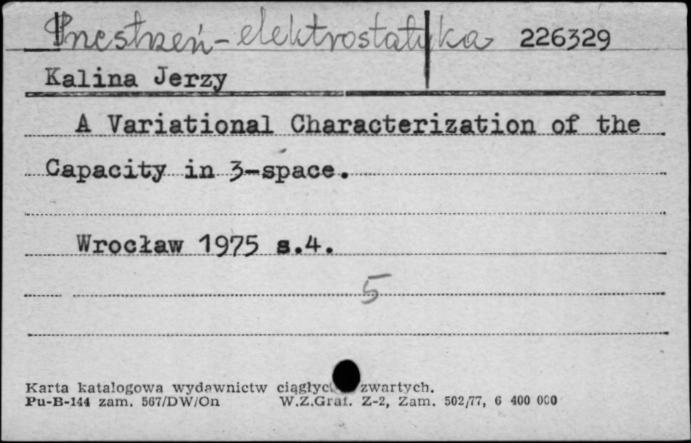 Przestrzeń-elektrostatyka 226329
Kalina Jerzy
A Variational Characterization of the
Capacity in 3-space.
Wrocław 1975 s.4.
5
Karta katalogowa wydawnictw zwartych.
Pu-B-144 zam. 567/DW/On W.Z.Graf. Z-2, Zam. 502/77, 6 400 000